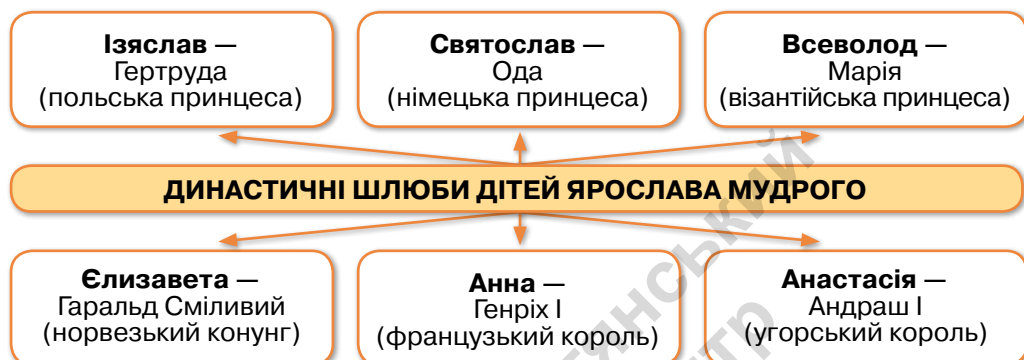 Ізяслав —
Гертруда
(польська принцеса)
Святослав —
Ода
(німецька принцеса)
Всеволод —
Марія
(візантійська принцеса)
ДИНАСТИЧНІ ШЛЮБИ ДІТЕЙ ЯРОСЛАВА МУДРОГО
Єлизавета —
Гаральд Сміливий
(норвезький конунг)
Анна —
Генріх І
(французький король)
Анастасія —
Андраш І
(угорський король)